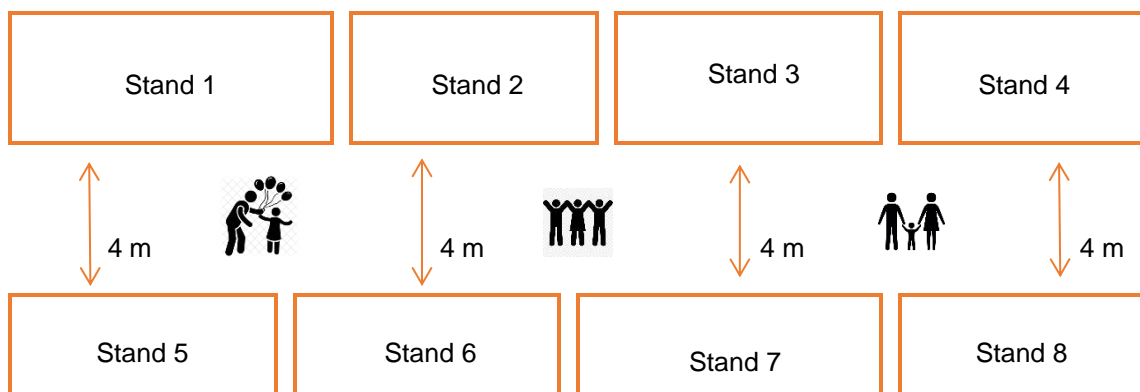 Stand 1
Stand 2
Stand 3
Stand 4
4 m
4 m
4 m
4 m
Stand 5
Stand 6
Stand 7
Stand 8